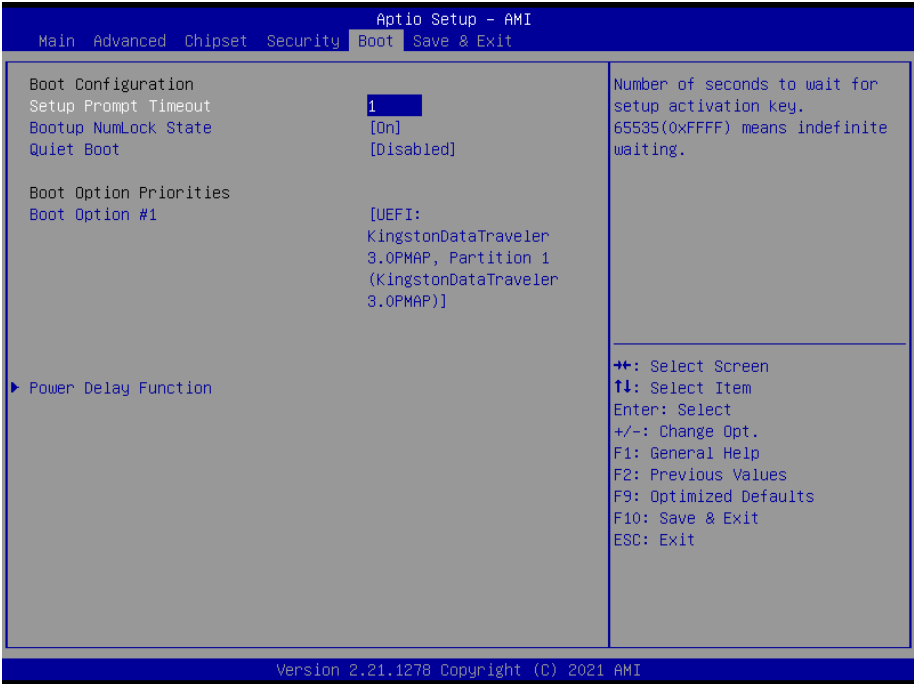 Aptio Setup – AMI
Main Advanced Chipset Security Boot Save & Exit
Boot Configuration
Setup Prompt Timeout 1
Bootup NumLock State [On]
Quiet Boot [Disabled]
Boot Option Priorities
Boot Option #1 [UEFI:
KingstonDataTraveler
3.0PMAP, Partition 1
(KingstonDataTraveler
3.0PMAP)]
Power Delay Function
Number of seconds to wait for
setup activation key.
65535(0xFFFF) means indefinite
waiting.
→←: Select Screen
↑↓: Select Item
Enter: Select
+/-: Change Opt.
F1: General Help
F2: Previous Values
F9: Optimized Defaults
F10: Save & Exit
ESC: Exit
Version 2.21.1278 Copyright (C) 2021 AMI